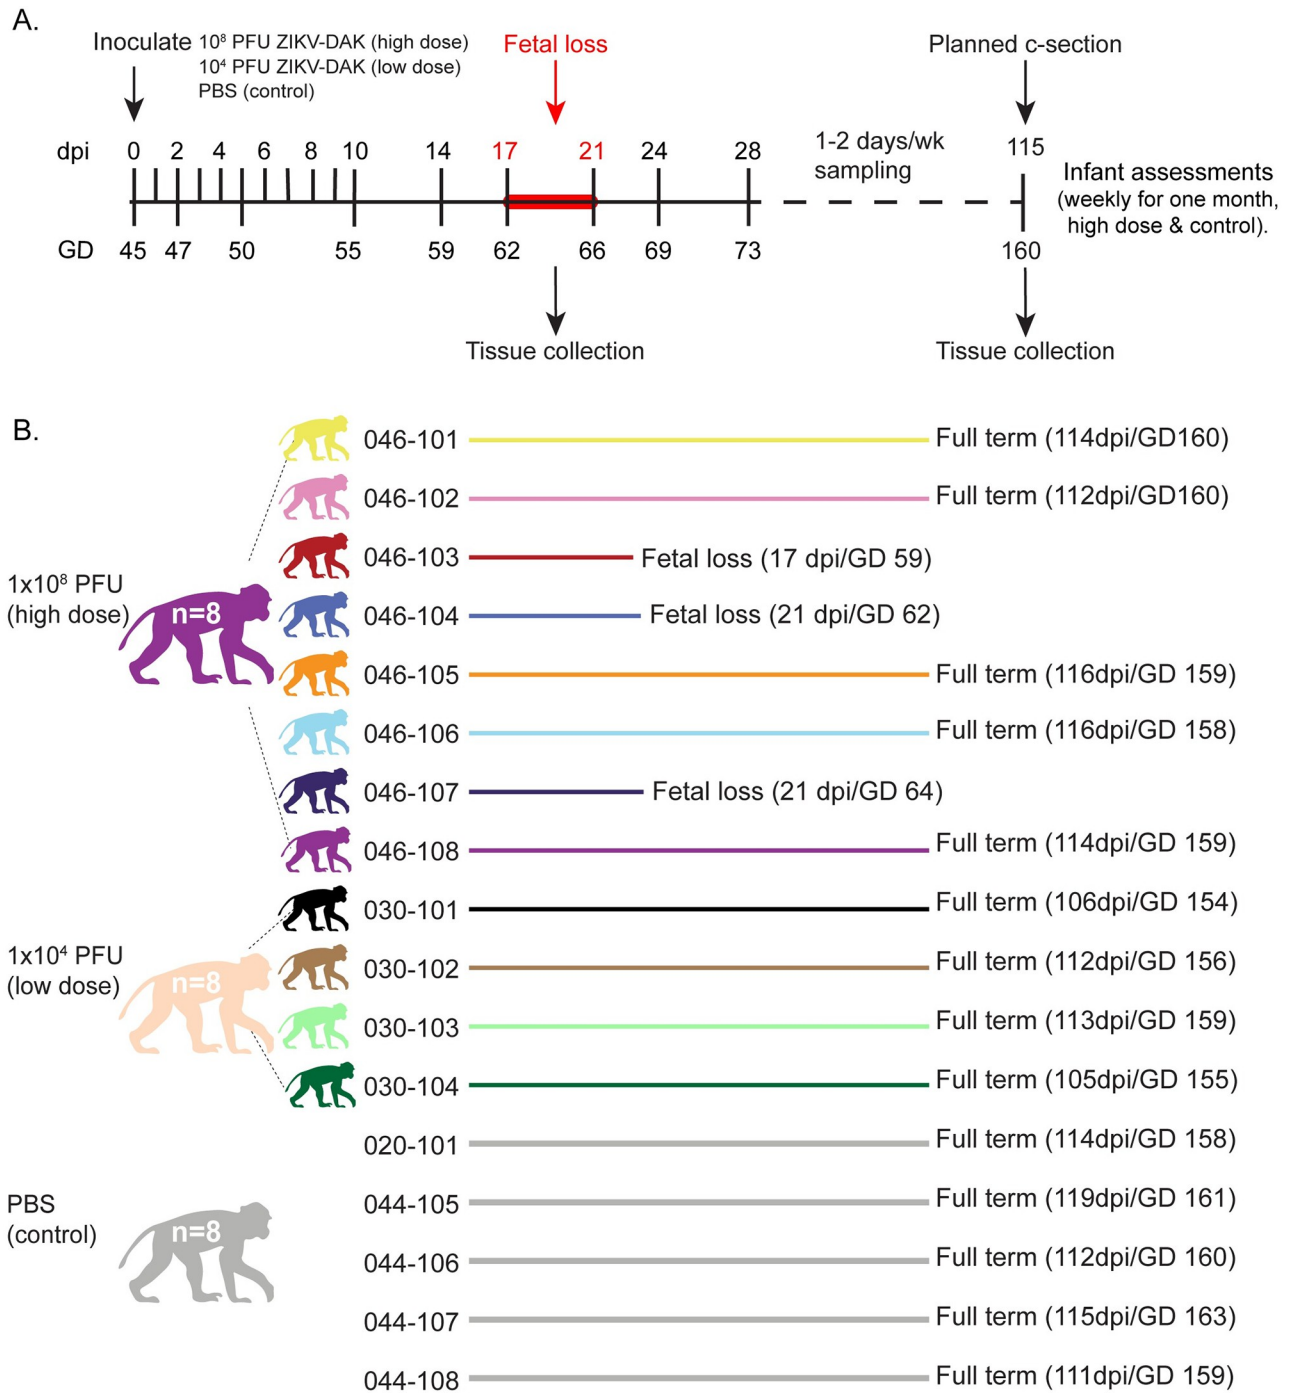 A.
Inoculate 10⁸ PFU ZIKV-DAK (high dose)
10⁴ PFU ZIKV-DAK (low dose)
PBS (control)
Fetal loss
Planned c-section
dpi 0 2 4 6 8 10 14 17 21 24 28
1-2 days/wk
sampling
115
Infant assessments
(weekly for one month,
high dose & control).
GD 45 47 50 55 59 62 66 69 73 160
Tissue collection
Tissue collection
B.
1x10⁸ PFU
(high dose)
n=8
046-101 Full term (114dpi/GD160)
046-102 Full term (112dpi/GD160)
046-103 Fetal loss (17 dpi/GD 59)
046-104 Fetal loss (21 dpi/GD 62)
046-105 Full term (116dpi/GD 159)
046-106 Full term (116dpi/GD 158)
046-107 Fetal loss (21 dpi/GD 64)
046-108 Full term (114dpi/GD 159)
1x10⁴ PFU
(low dose)
n=8
030-101 Full term (106dpi/GD 154)
030-102 Full term (112dpi/GD 156)
030-103 Full term (113dpi/GD 159)
030-104 Full term (105dpi/GD 155)
PBS
(control)
n=8
020-101 Full term (114dpi/GD 158)
044-105 Full term (119dpi/GD 161)
044-106 Full term (112dpi/GD 160)
044-107 Full term (115dpi/GD 163)
044-108 Full term (111dpi/GD 159)